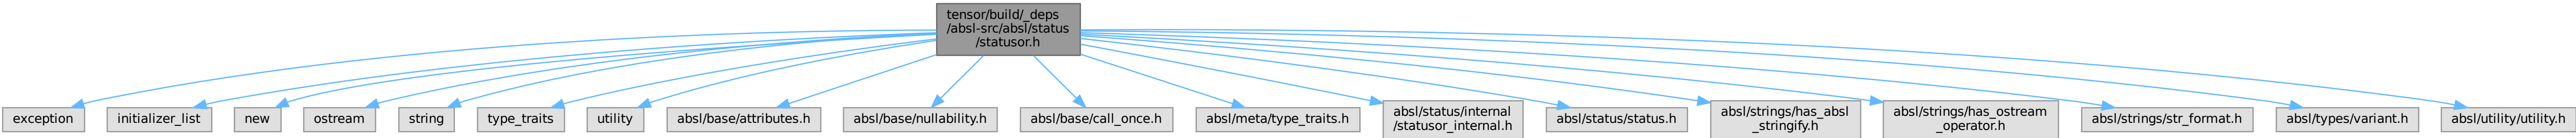 tensor/build/_deps
/absl-src/absl/status
/statusor.h
exception
initializer_list
new
ostream
string
type_traits
utility
absl/base/attributes.h
absl/base/nullability.h
absl/base/call_once.h
absl/meta/type_traits.h
absl/status/internal
/statusor_internal.h
absl/status/status.h
absl/strings/has_absl
_stringify.h
absl/strings/has_ostream
_operator.h
absl/strings/str_format.h
absl/types/variant.h
absl/utility/utility.h